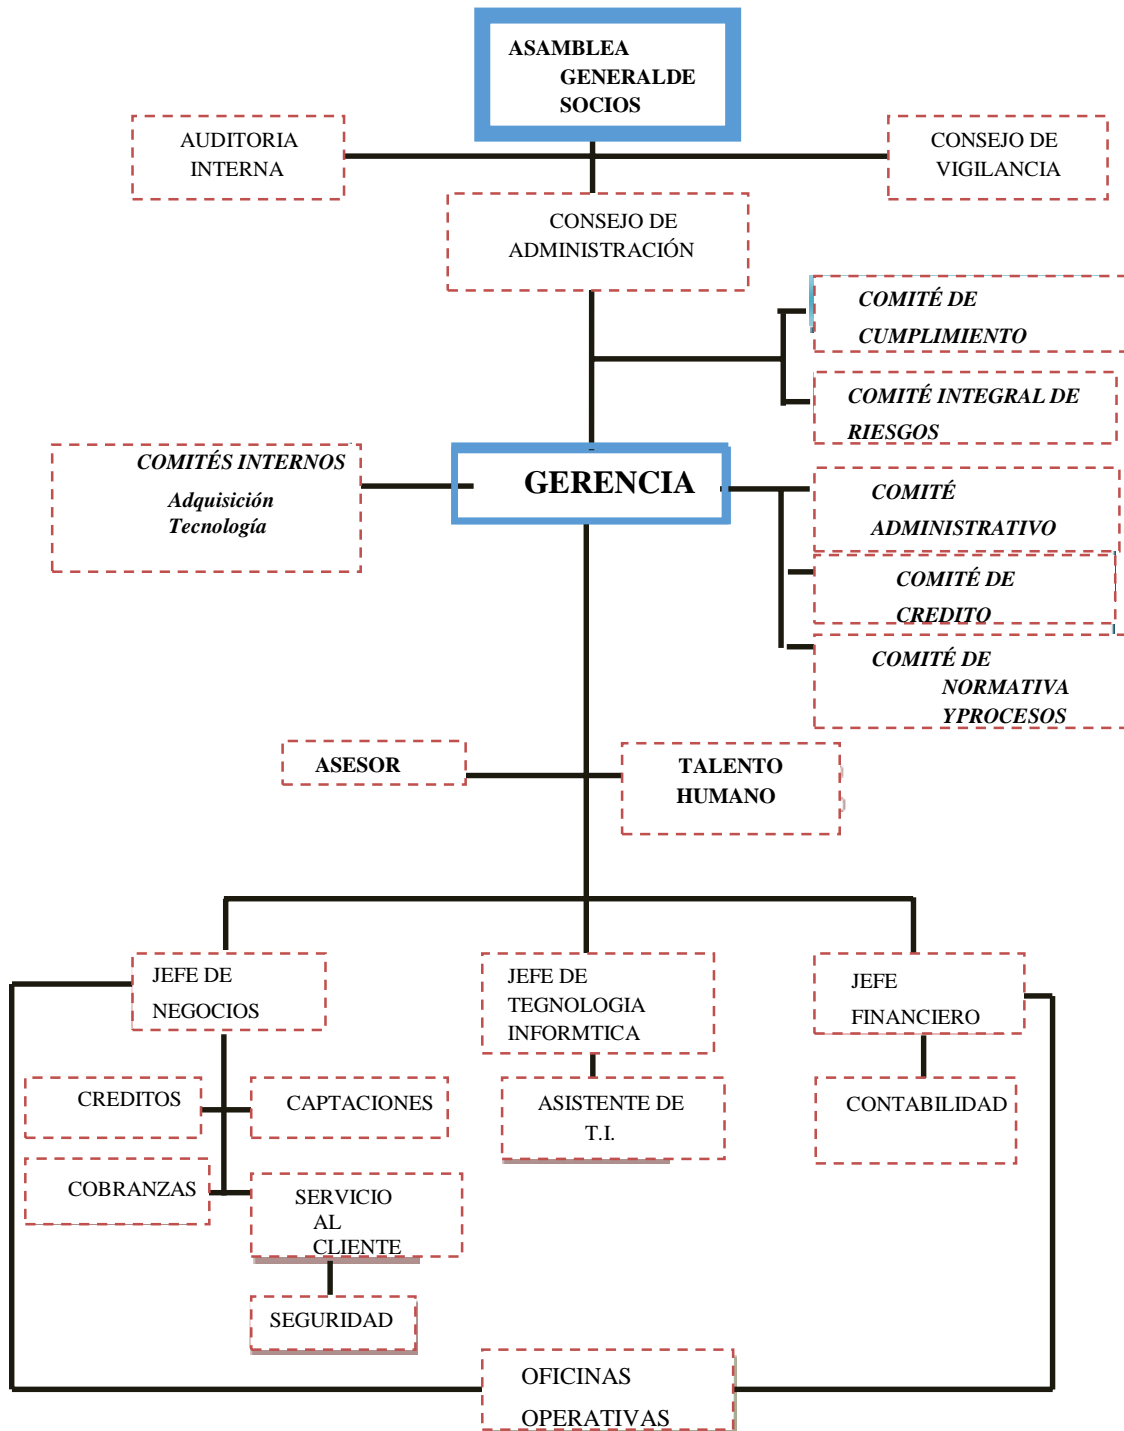 ASAMBLEA
GENERALDE
SOCIOS
AUDITORIA
INTERNA
CONSEJO DE
VIGILANCIA
CONSEJO DE
ADMINISTRACIÓN
COMITÉ DE
CUMPLIMIENTO
COMITÉ INTEGRAL DE
RIESGOS
COMITÉS INTERNOS
Adquisición
Tecnología
GERENCIA
COMITÉ
ADMINISTRATIVO
COMITÉ DE
CREDITO
COMITÉ DE
NORMATIVA
YPROCESOS
ASESOR
TALENTO
HUMANO
JEFE DE
NEGOCIOS
JEFE DE
TEGNOLOGIA
INFORMTICA
JEFE
FINANCIERO
CREDITOS
CAPTACIONES
ASISTENTE DE
T.I.
CONTABILIDAD
COBRANZAS
SERVICIO
AL
CLIENTE
SEGURIDAD
OFICINAS
OPERATIVAS